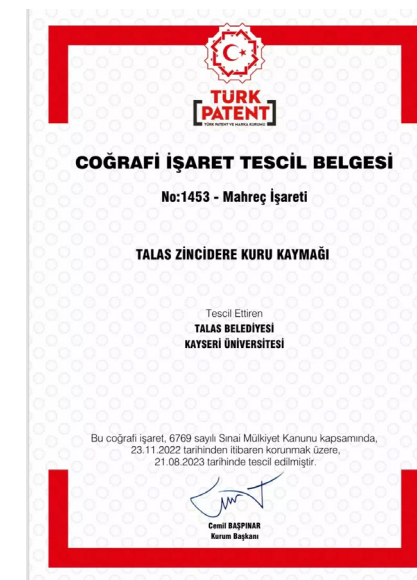 TÜRK
PATENT
TÜRK PATENT VE MARKA KURUMU
COĞRAFİ İŞARET TESCİL BELGESİ
No:1453 - Mahreç İşareti
TALAS ZİNCİDERE KURU KAYMAĞI
Tescil Ettiren
TALAS BELEDİYESİ
KAYSERİ ÜNİVERSİTESİ
Bu coğrafi işaret, 6769 sayılı Sınai Mülkiyet Kanunu kapsamında,
23.11.2022 tarihinden itibaren korunmak üzere,
21.08.2023 tarihinde tescil edilmiştir.
Cemil BAŞPINAR
Kurum Başkanı